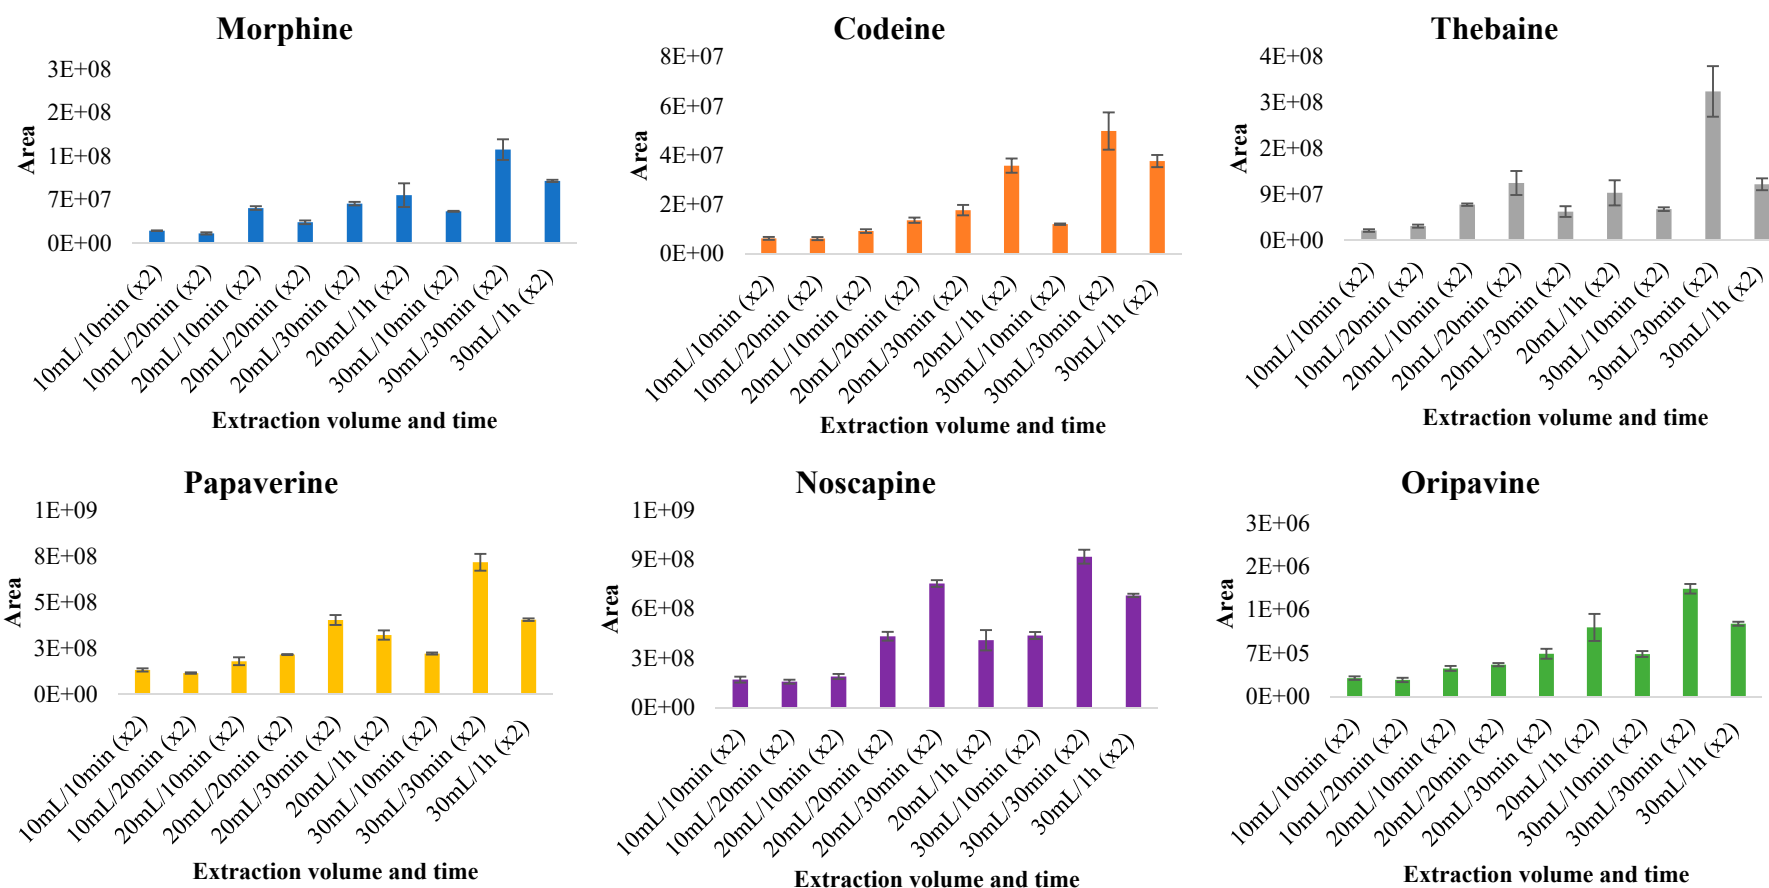 Morphine
3E+08
2E+08
1E+08
7E+07
0E+00
Area
10mL/10min (x2)
10mL/20min (x2)
20mL/10min (x2)
20mL/20min (x2)
20mL/30min (x2)
20mL/1h (x2)
30mL/10min (x2)
30mL/30min (x2)
30mL/1h (x2)
Extraction volume and time
Codeine
8E+07
6E+07
4E+07
2E+07
0E+00
Area
10mL/10min (x2)
10mL/20min (x2)
20mL/10min (x2)
20mL/20min (x2)
20mL/30min (x2)
20mL/1h (x2)
30mL/10min (x2)
30mL/30min (x2)
30mL/1h (x2)
Extraction volume and time
Thebaine
4E+08
3E+08
2E+08
9E+07
0E+00
Area
10mL/10min (x2)
10mL/20min (x2)
20mL/10min (x2)
20mL/20min (x2)
20mL/30min (x2)
20mL/1h (x2)
30mL/10min (x2)
30mL/30min (x2)
30mL/1h (x2)
Extraction volume and time
Papaverine
1E+09
8E+08
5E+08
3E+08
0E+00
Area
10mL/10min (x2)
10mL/20min (x2)
20mL/10min (x2)
20mL/20min (x2)
20mL/30min (x2)
20mL/1h (x2)
30mL/10min (x2)
30mL/30min (x2)
30mL/1h (x2)
Extraction volume and time
Noscapine
1E+09
9E+08
6E+08
3E+08
0E+00
Area
10mL/10min (x2)
10mL/20min (x2)
20mL/10min (x2)
20mL/20min (x2)
20mL/30min (x2)
20mL/1h (x2)
30mL/10min (x2)
30mL/30min (x2)
30mL/1h (x2)
Extraction volume and time
Oripavine
3E+06
2E+06
1E+06
7E+05
0E+00
Area
10mL/10min (x2)
10mL/20min (x2)
20mL/10min (x2)
20mL/20min (x2)
20mL/30min (x2)
20mL/1h (x2)
30mL/10min (x2)
30mL/30min (x2)
30mL/1h (x2)
Extraction volume and time